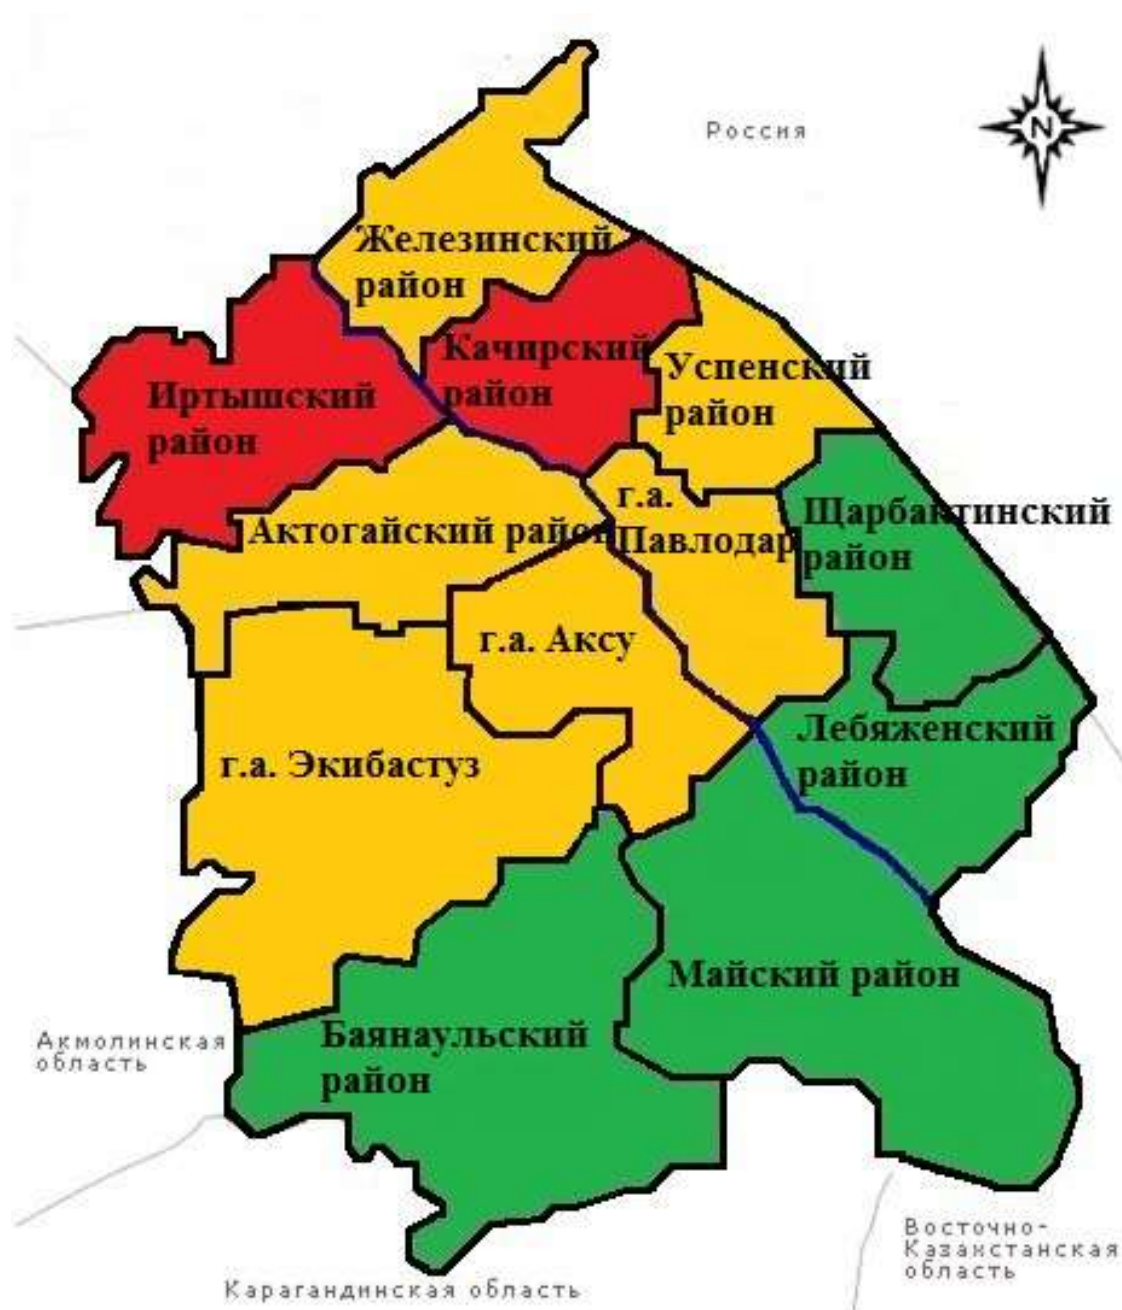 Россия
N
Железинский
район
Качирский
район
Успенский
район
Иртышский
район
г.а.
Павлодар
Щарбактинский
район
Актогайский район
г.а. Аксу
Лебяженский
район
г.а. Экибастуз
Майский район
Баянаульский
район
Акмолинская
область
Восточно-
Казахстанская
область
Карагандинская область